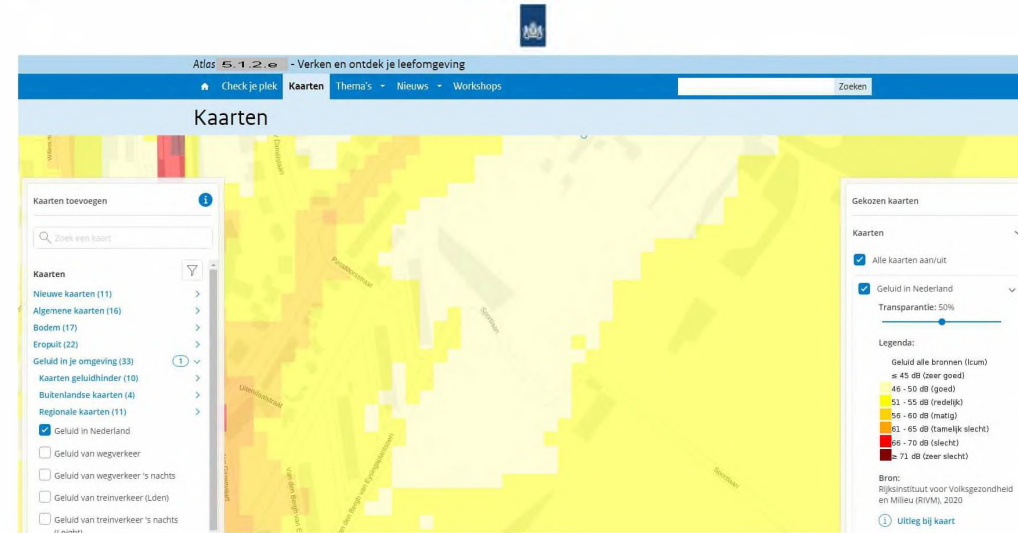 Atlas 5.1.2.e - Verken en ontdek je leefomgeving
Check je plek Kaarten Thema's Nieuws Workshops Zoeken
Kaarten
Kaarten toevoegen
Zoek een kaart
Kaarten
Nieuwe kaarten (11)
Algemene kaarten (16)
Bodem (17)
Eropuit (22)
Geluid in je omgeving (33) 1
Kaarten geluidhinder (10)
Buitenlandse kaarten (4)
Regionale kaarten (11)
Geluid in Nederland
Geluid van wegverkeer
Geluid van wegverkeer 's nachts
Geluid van treinverkeer (Lden)
Geluid van treinverkeer 's nachts
(Lnight)
Sportlaan
Sportlaan
Gekozen kaarten
Kaarten
Alle kaarten aan/uit
Geluid in Nederland
Transparantie: 50%
Legenda:
Geluid alle bronnen (lcum)
≤ 45 dB (zeer goed)
46 - 50 dB (goed)
51 - 55 dB (redelijk)
56 - 60 dB (matig)
61 - 65 dB (tamelijk slecht)
66 - 70 dB (slecht)
≥ 71 dB (zeer slecht)
Bron:
Rijksinstituut voor Volksgezondheid
en Milieu (RIVM), 2020
Uitleg bij kaart